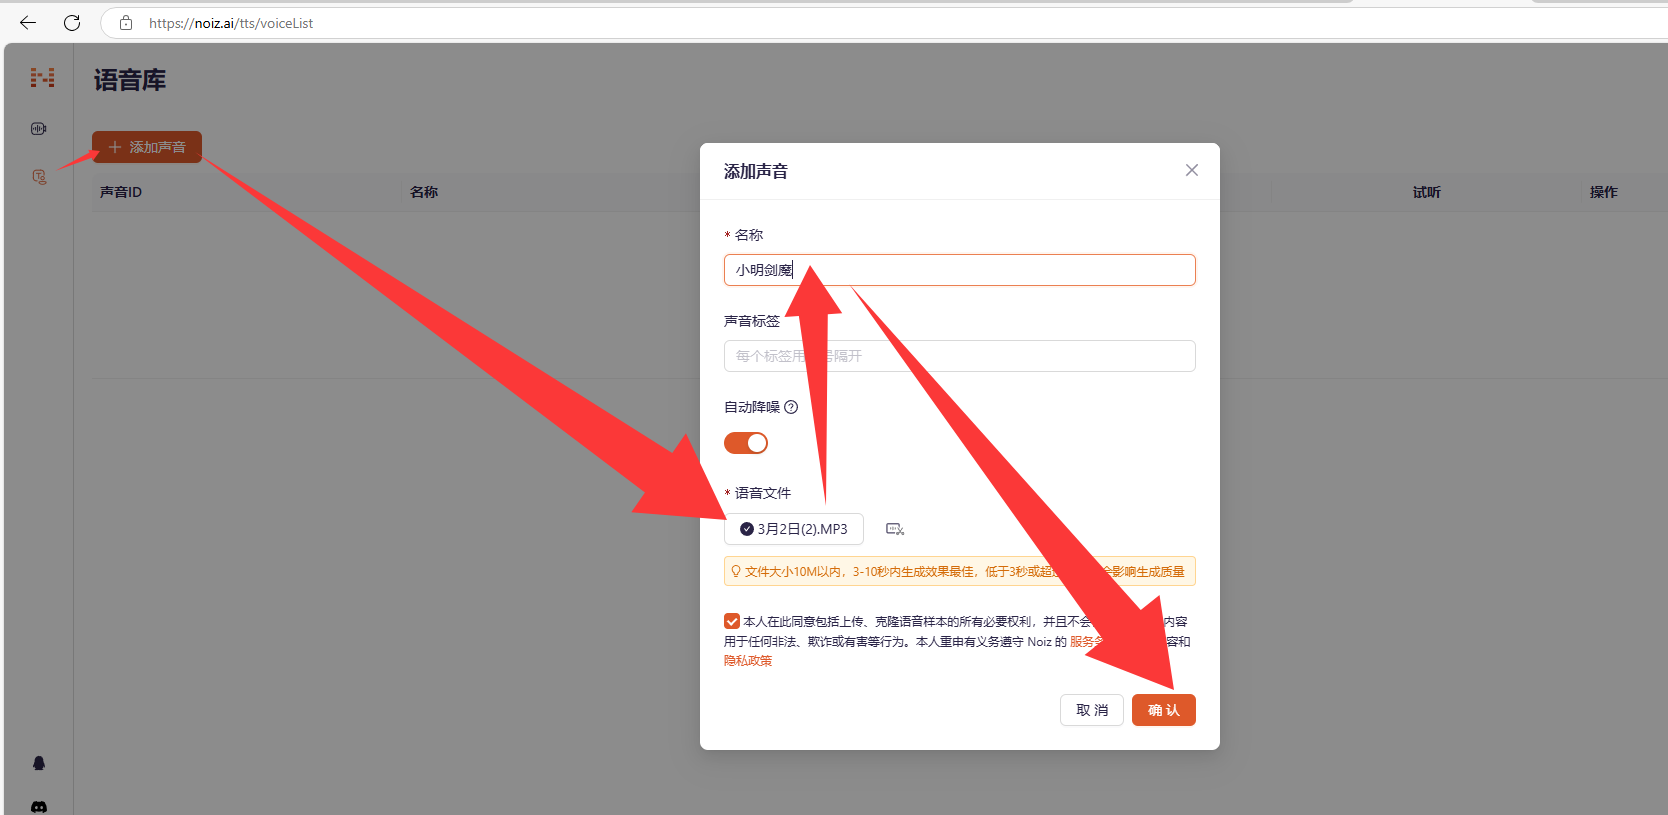 https://noiz.ai/tts/voiceList
语音库
添加声音
声音ID 名称 试听 操作
添加声音
* 名称
小明剑魔
声音标签
每个标签用 号隔开
自动降噪
* 语音文件
3月2日(2).MP3
文件大小10M以内，3-10秒内生成效果最佳，低于3秒或超 会影响生成质量
本人在此同意包括上传、克隆语音样本的所有必要权利，并且不会 内容
用于任何非法、欺诈或有害等行为。本人重申有义务遵守 Noiz 的 服务 容和
隐私政策
取 消 确 认